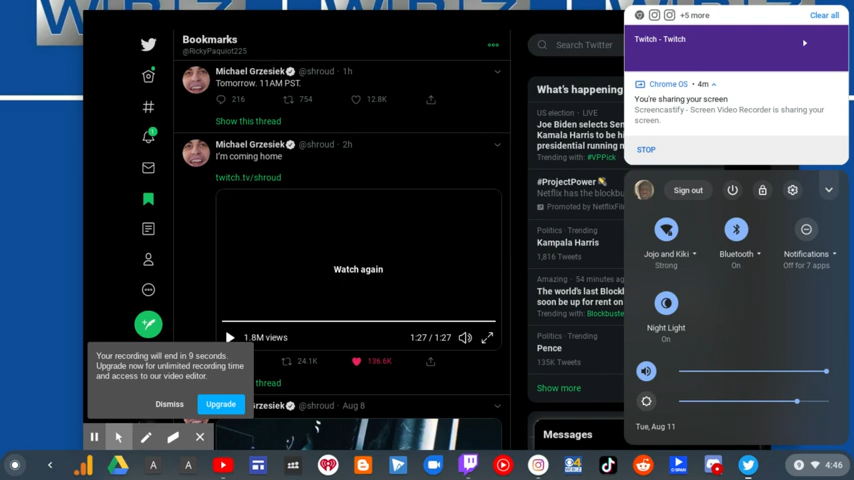 Bookmarks
@RickyPaquiot225
Michael Grzesiek @shroud · 1h
Tomorrow. 11AM PST.
216 754 12.8K
Show this thread
Michael Grzesiek @shroud · 2h
I'm coming home
twitch.tv/shroud
Watch again
1.8M views 1:27 / 1:27
24.1K 136.6K
thread
Grzesiek @shroud · Aug 8
Your recording will end in 9 seconds.
Upgrade now for unlimited recording time
and access to our video editor.
Dismiss Upgrade
Search Twitter
What's happening
US election · LIVE
Joe Biden selects Sen
Kamala Harris to be hi
presidential running m
Trending with: #VPPick
#ProjectPower
Netflix has the blockbu
Promoted by NetflixFil
Politics · Trending
Kampala Harris
1,816 Tweets
Amazing · 54 minutes ag
The world's last Blockl
soon be up for rent on
Trending with: Blockbuste
Politics · Trending
Pence
135K Tweets
Show more
Messages
+5 more Clear all
Twitch - Twitch
Chrome OS · 4m
You're sharing your screen
Screencastify - Screen Video Recorder is sharing your
screen.
STOP
Sign out
Jojo and Kiki Bluetooth Notifications
Strong On Off for 7 apps
Night Light
On
Tue, Aug 11
9 4:46